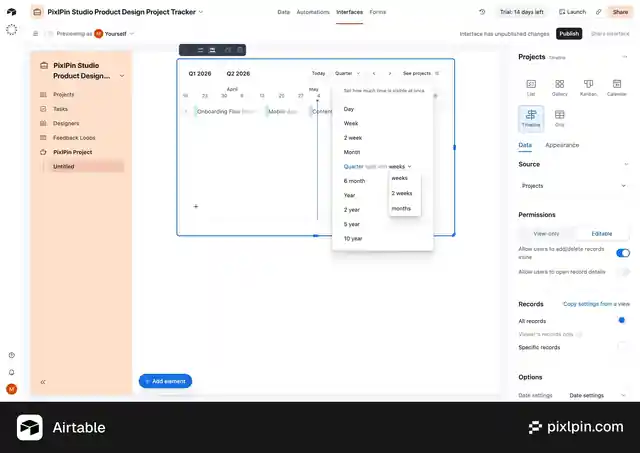 PixlPin Studio Product Design Project Tracker
Data
Automations
Interfaces
Forms
Trial: 14 days left
Launch
Share
Previewing as
M
Yourself
Interface has unpublished changes
Publish
Share interface
PixlPin Studio
Product Design...
Projects
Tasks
Designers
Feedback Loops
PixlPin Project
Untitled
M
Q1 2026
Q2 2026
Today
Quarter
See projects
April
may
16
23
30
6
13
20
27
4
Onboarding Flow
Mobile
Conten
Set how much time is visible at once.
Day
Week
2 week
Month
Quarter split into weeks
weeks
2 weeks
months
6 month
Year
2 year
5 year
10 year
Add element
Projects
Timeline
List
Gallery
Kanban
Calendar
Timeline
Grid
Data
Appearance
Source
Projects
Permissions
View-only
Editable
Allow users to add/delete records
inline
Allow users to open record details
Records
Copy settings from a view
All records
Viewer's records only
Specific records
Options
Date settings
Date settings
Airtable
pixlpin.com